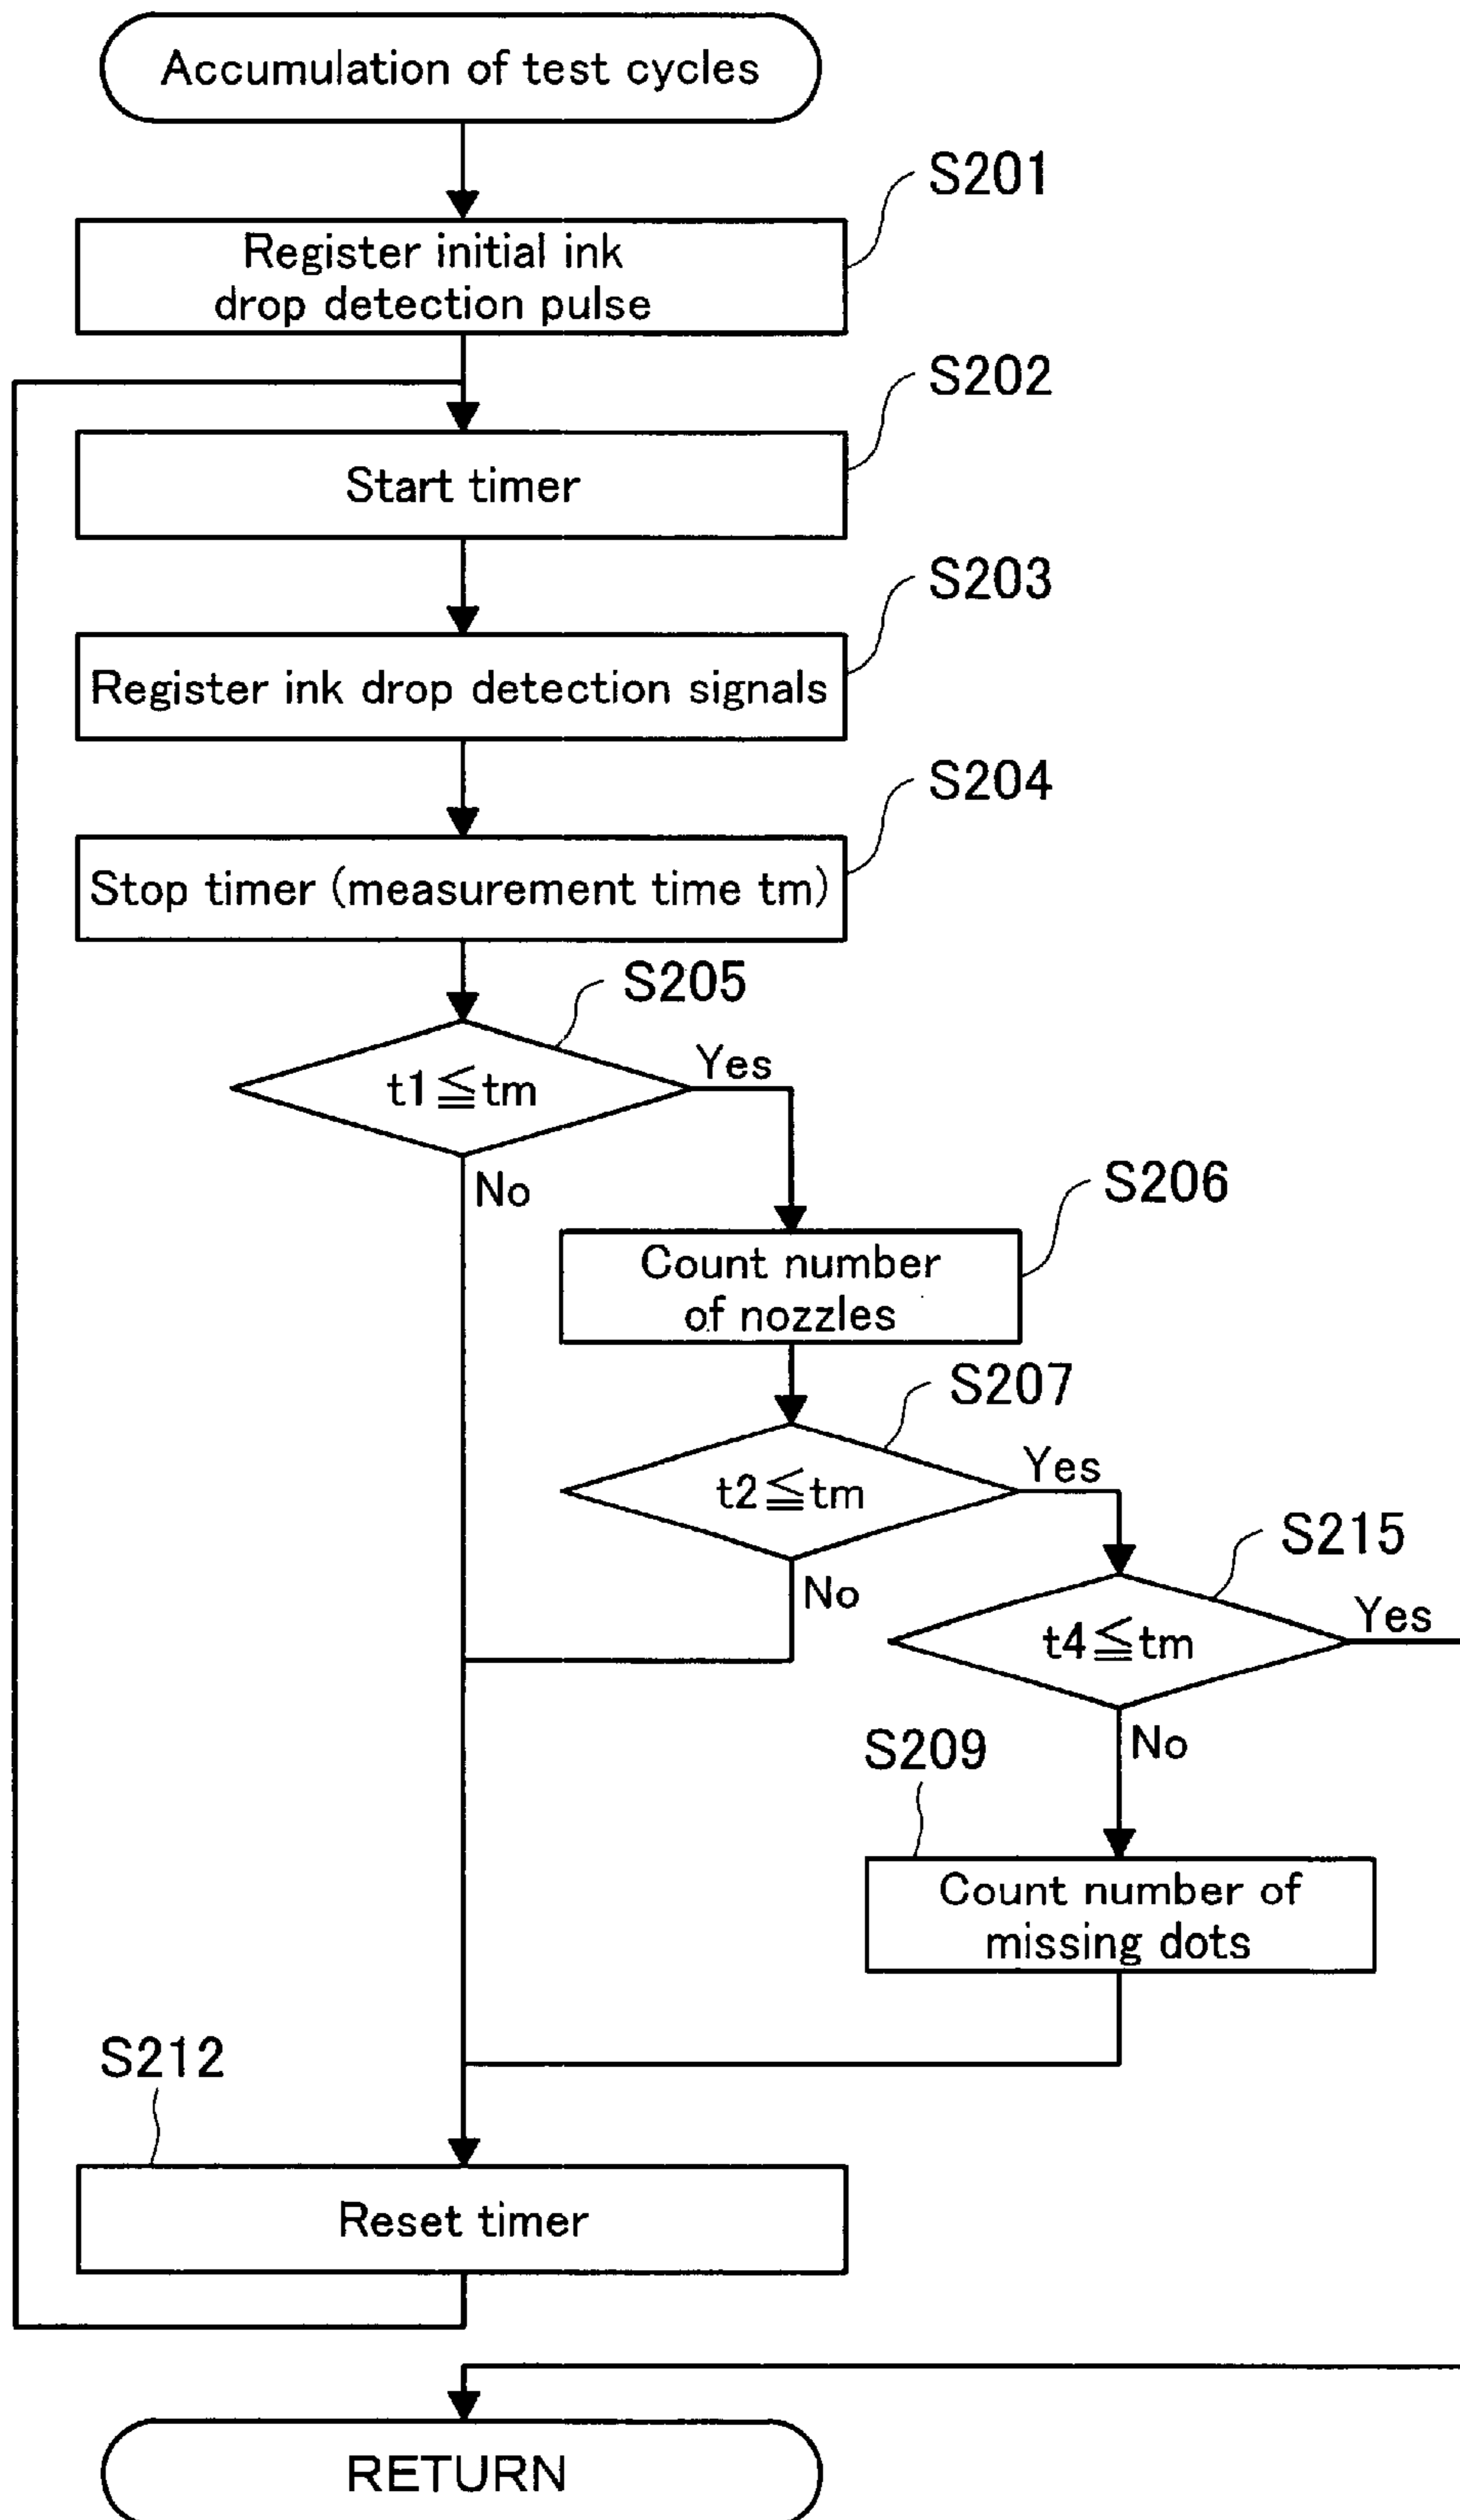 Accumulation of test cycles
S201
Register initial ink
drop detection pulse
S202
Start timer
S203
Register ink drop detection signals
S204
Stop timer (measurement time tm)
S205
t1≦tm
Yes
No
S206
Count number
of nozzles
S207
t2≦tm
Yes
No
S215
t4≦tm
Yes
No
S209
Count number of
missing dots
S212
Reset timer
RETURN